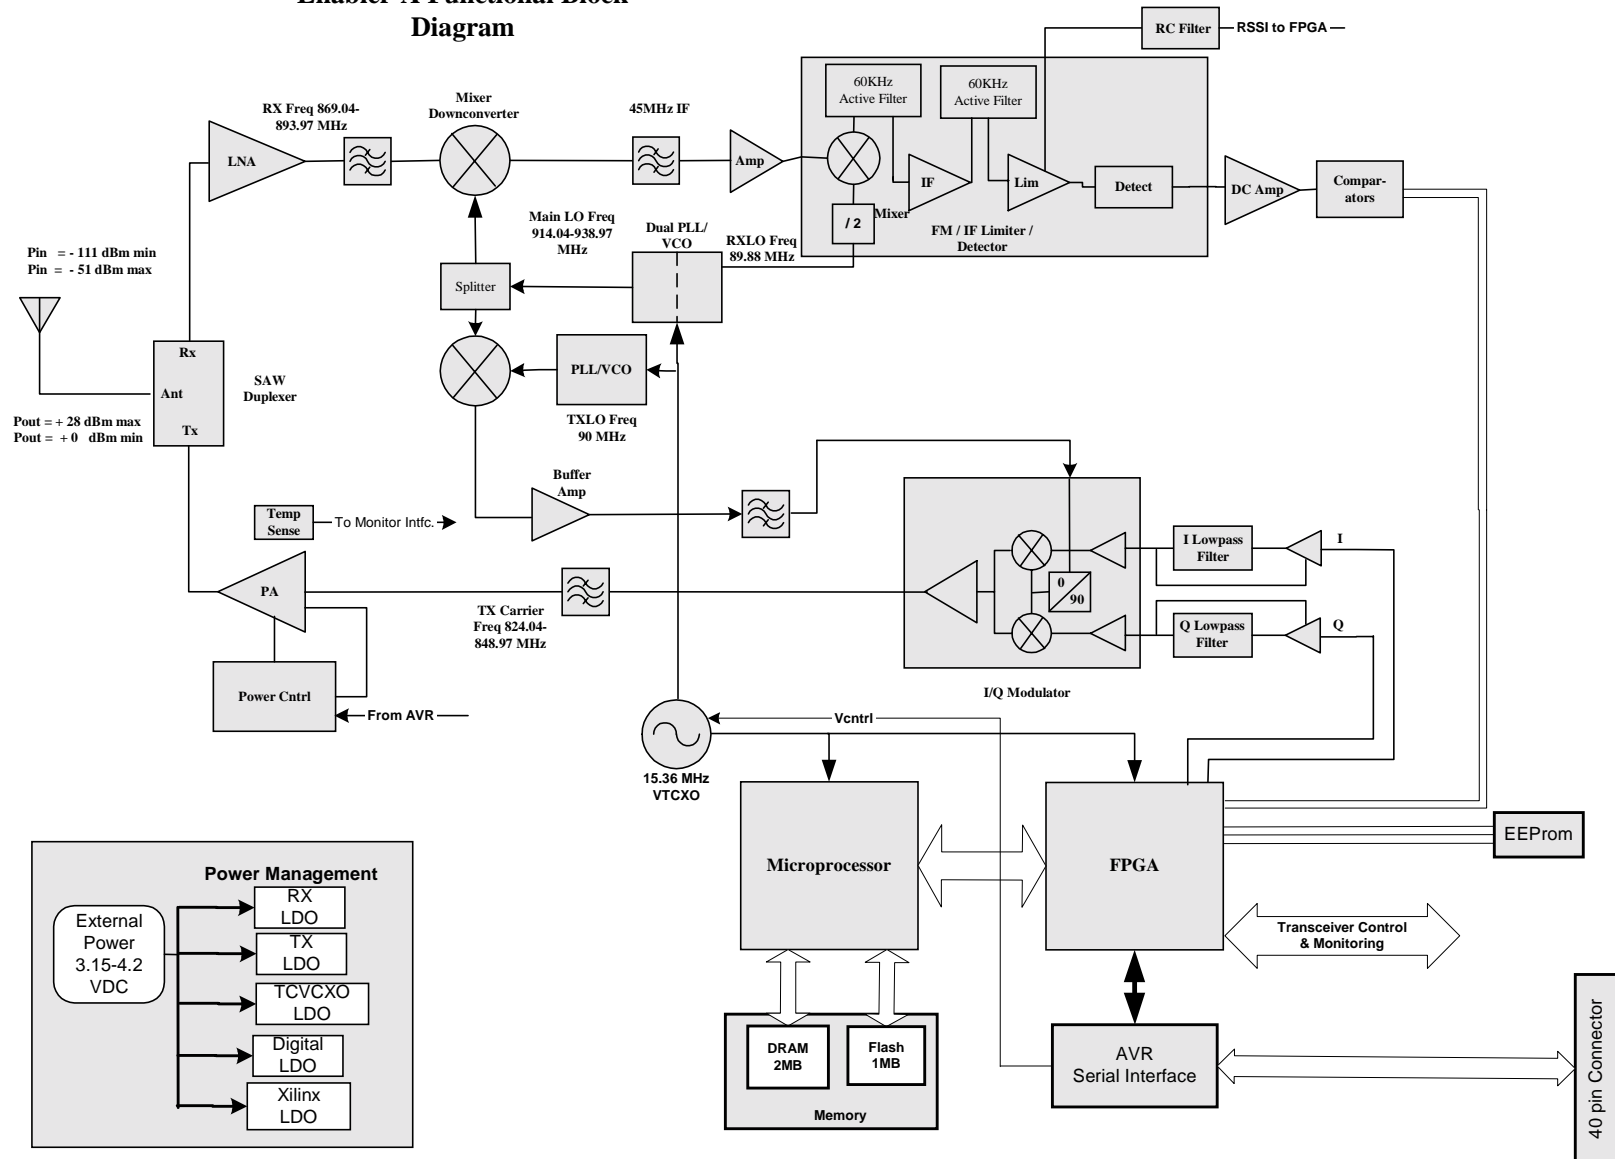 Enabler-X Functional Block
Diagram
RC Filter
RSSI to FPGA
60KHz
Active Filter
60KHz
Active Filter
RX Freq 869.04-
893.97 MHz
Mixer
Downconverter
45MHz IF
LNA
Amp
IF
Lim
Detect
DC Amp
Compar-
ators
/ 2
Mixer
FM / IF Limiter /
Detector
Main LO Freq
914.04-938.97
MHz
Dual PLL/
VCO
RXLO Freq
89.88 MHz
Pin = - 111 dBm min
Pin = - 51 dBm max
Splitter
Rx
Ant
Tx
SAW
Duplexer
PLL/VCO
TXLO Freq
90 MHz
Pout = + 28 dBm max
Pout = + 0 dBm min
Buffer
Amp
Temp
Sense
To Monitor Intfc.
I Lowpass
Filter
I
0
90
PA
TX Carrier
Freq 824.04-
848.97 MHz
Q Lowpass
Filter
Q
Power Cntrl
From AVR
I/Q Modulator
Vcntrl
15.36 MHz
VTCXO
Microprocessor
FPGA
EEProm
Transceiver Control
& Monitoring
Power Management
External
Power
3.15-4.2
VDC
RX
LDO
TX
LDO
TCVCXO
LDO
Digital
LDO
Xilinx
LDO
DRAM
2MB
Flash
1MB
Memory
AVR
Serial Interface
40 pin Connector